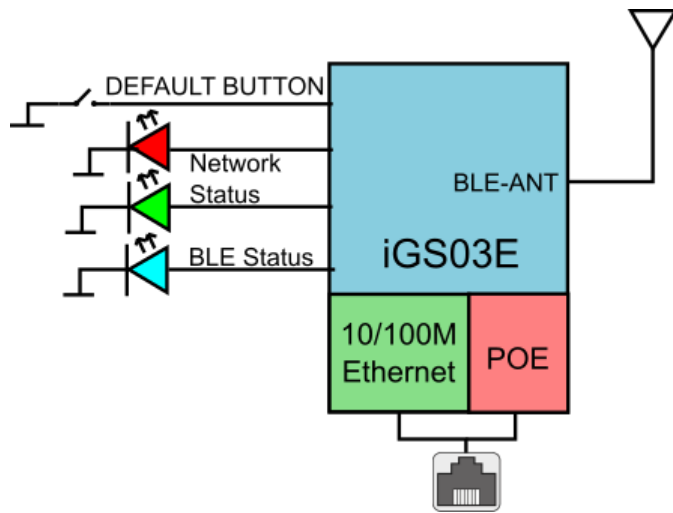 DEFAULT BUTTON
Network
Status
BLE Status
BLE-ANT
iGS03E
10/100M
Ethernet
POE